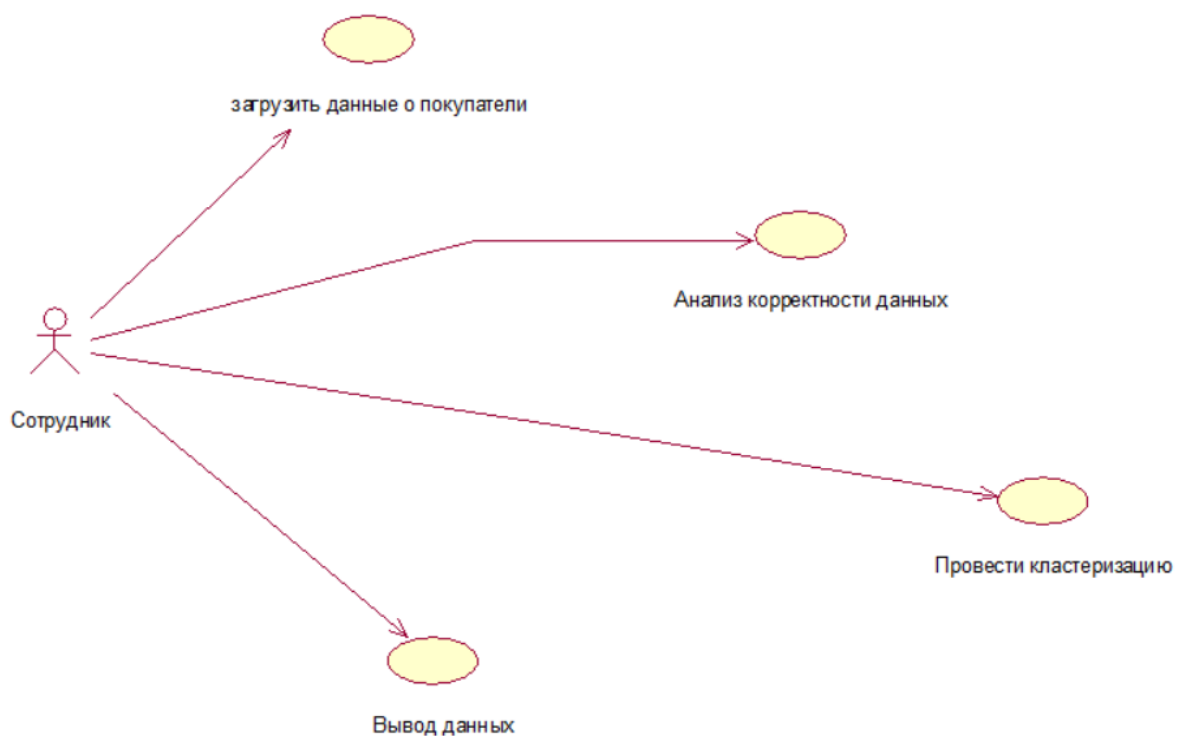 загрузить данные о покупатели
Анализ корректности данных
Сотрудник
Провести кластеризацию
Вывод данных